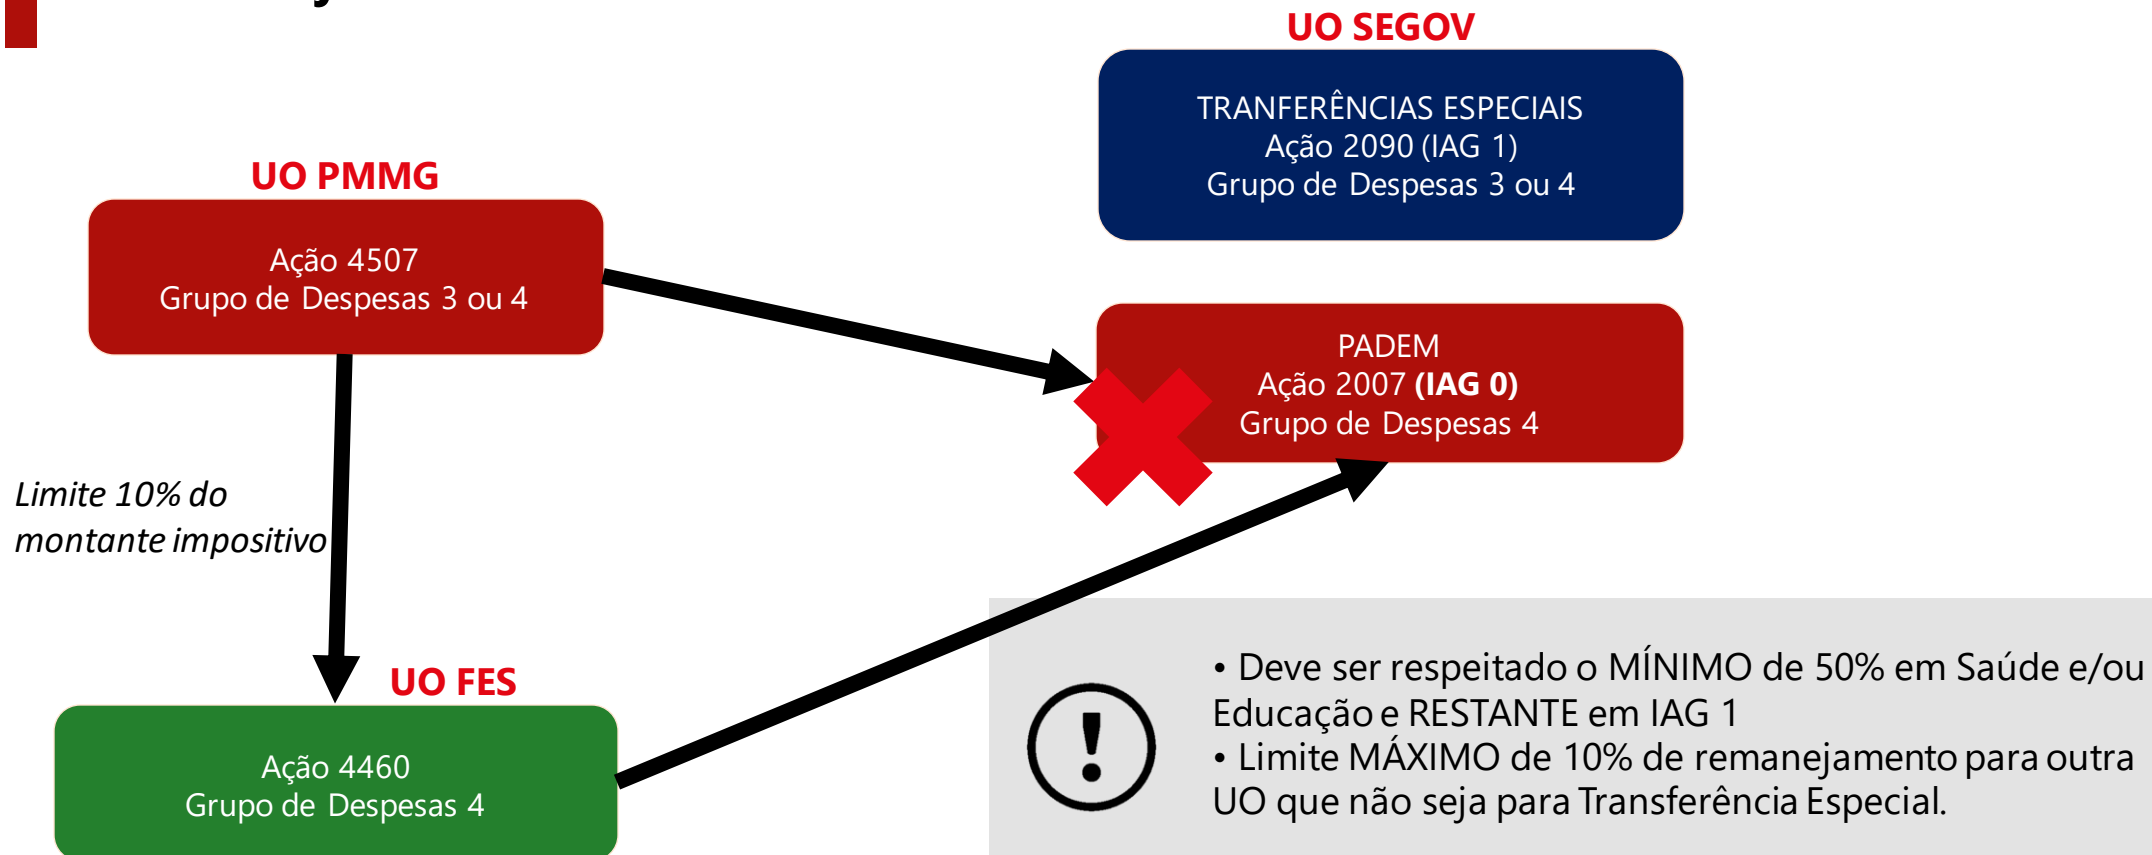 UO SEGOV
TRANFERÊNCIAS ESPECIAIS
Ação 2090 (IAG 1)
Grupo de Despesas 3 ou 4
UO PMMG
Ação 4507
Grupo de Despesas 3 ou 4
PADEM
Ação 2007 (IAG 0)
Grupo de Despesas 4
Limite 10% do
montante impositivo
UO FES
Ação 4460
Grupo de Despesas 4
• Deve ser respeitado o MÍNIMO de 50% em Saúde e/ou
Educação e RESTANTE em IAG 1
• Limite MÁXIMO de 10% de remanejamento para outra
UO que não seja para Transferência Especial.